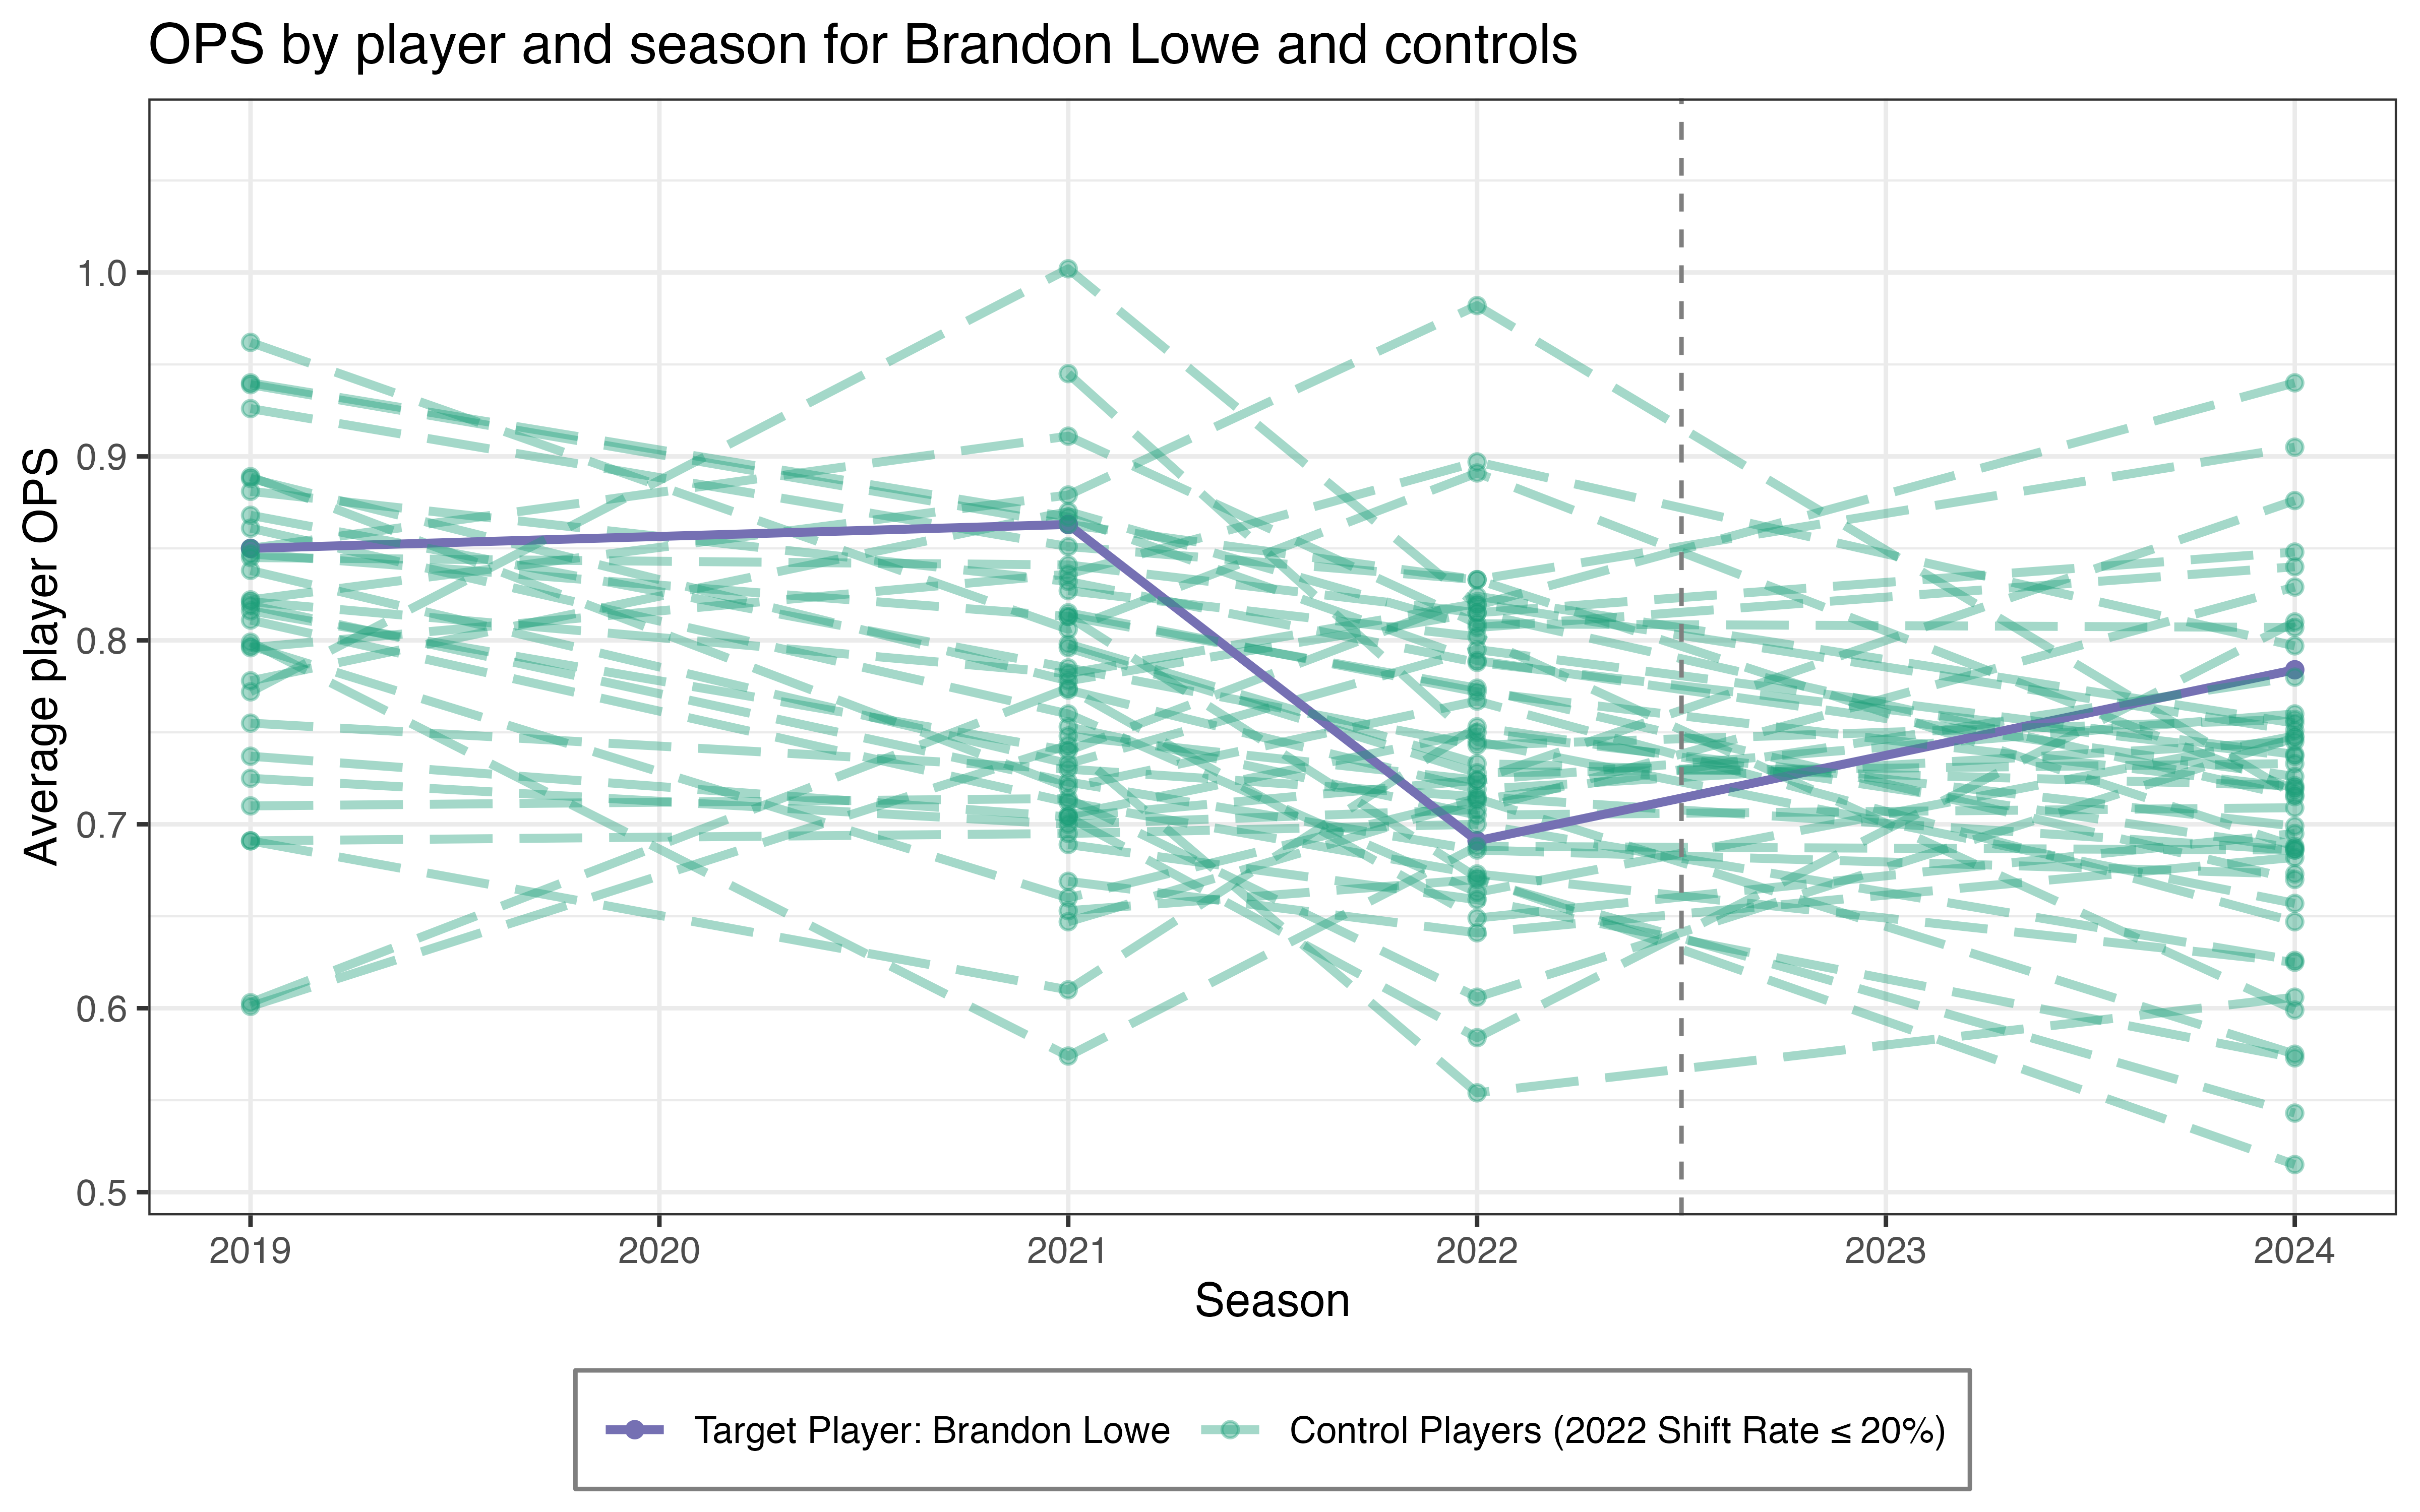 OPS by player and season for Brandon Lowe and controls
Average player OPS
1.0
0.9
0.8
0.7
0.6
0.5
2019 2020 2021 2022 2023 2024
Season
Target Player: Brandon Lowe Control Players (2022 Shift Rate ≤ 20%)